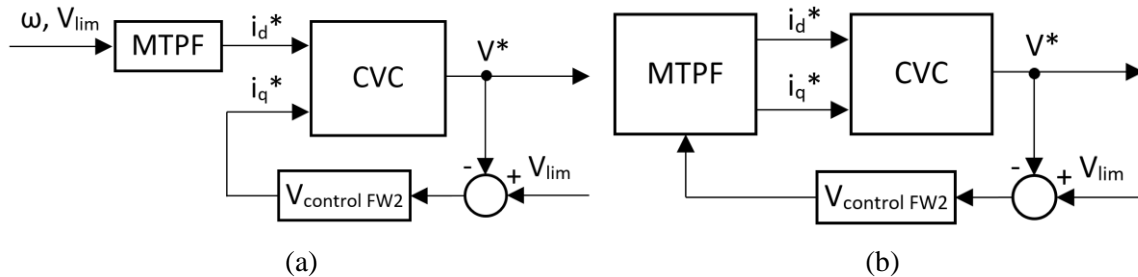 ω, V_lim
MTPF
i_d*
i_q*
CVC
V*
-
+
V_lim
V_control FW2
(a)
MTPF
i_d*
i_q*
CVC
V*
-
+
V_lim
V_control FW2
(b)